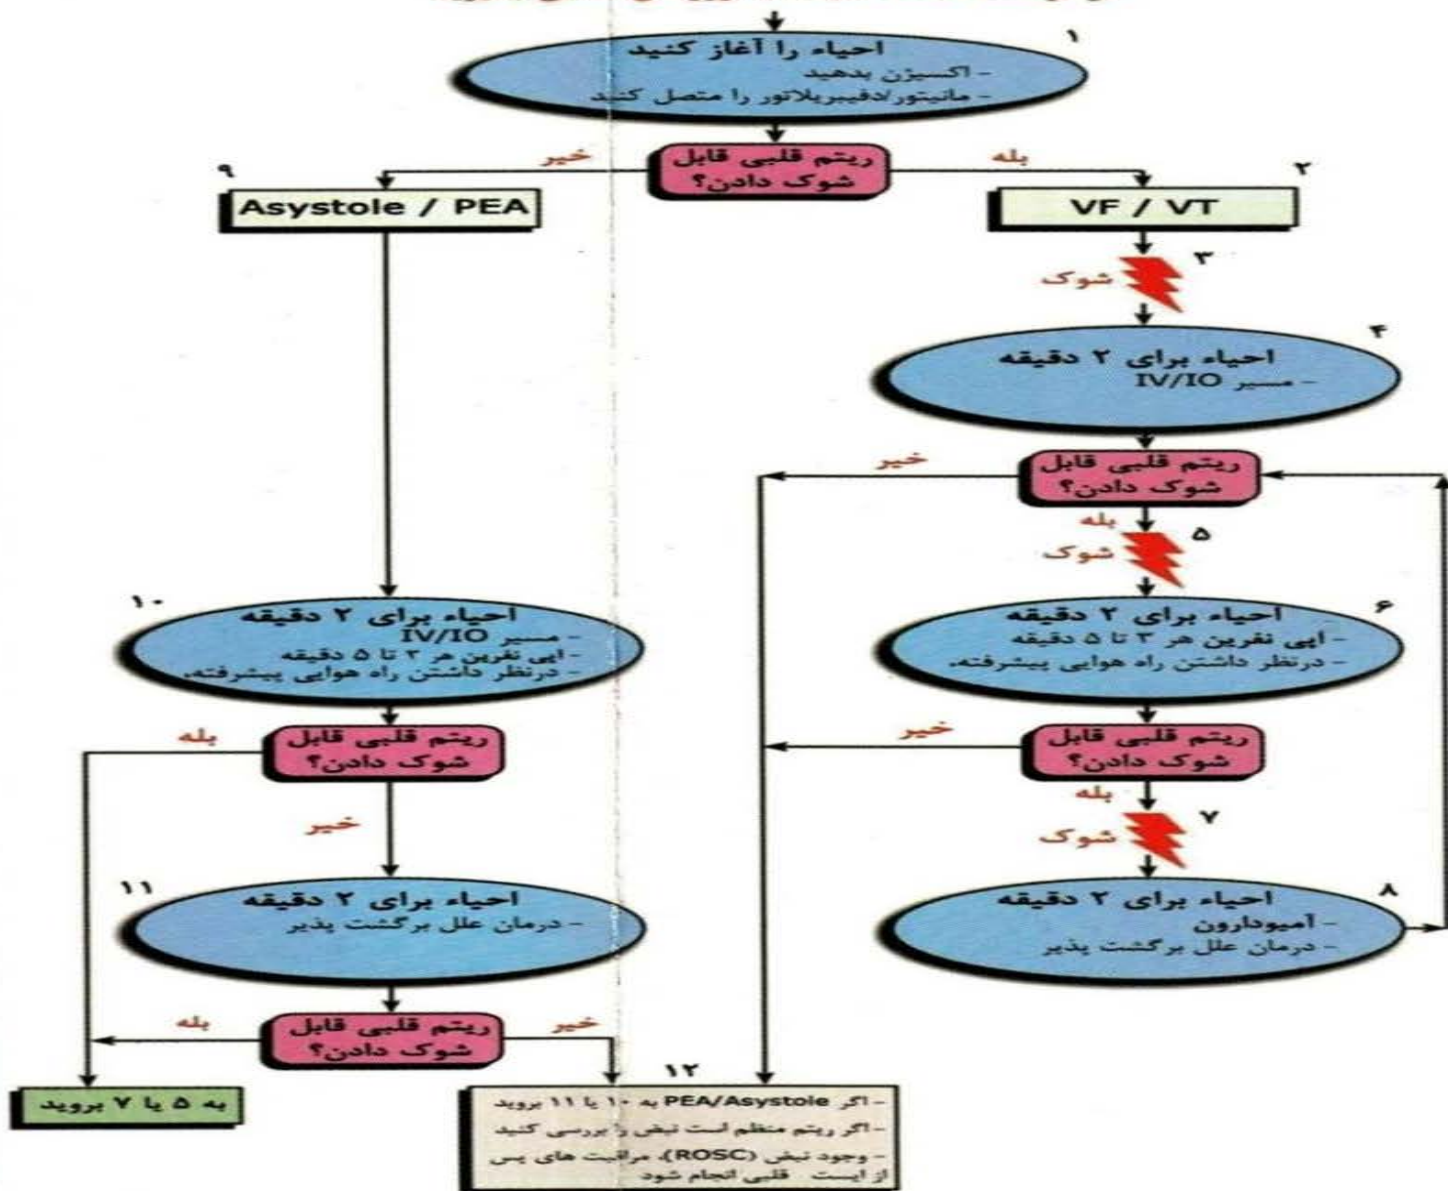 ۱
احیاء را آغاز کنید
- اکسیژن بدهید
- مانیتور/دفیبریلاتور را متصل کنید
ریتم قلبی قابل
شوک دادن؟
بله
خیر
۲
VF / VT
۹
Asystole / PEA
۳
شوک
۴
احیاء برای ۲ دقیقه
- مسیر IV/IO
ریتم قلبی قابل
شوک دادن؟
خیر
بله
۵
شوک
۶
احیاء برای ۲ دقیقه
- اپی نفرین هر ۳ تا ۵ دقیقه
- درنظر داشتن راه هوایی پیشرفته.
ریتم قلبی قابل
شوک دادن؟
خیر
بله
۷
شوک
۸
احیاء برای ۲ دقیقه
- آمیودارون
- درمان علل برگشت پذیر
۱۰
احیاء برای ۲ دقیقه
- مسیر IV/IO
- اپی نفرین هر ۳ تا ۵ دقیقه
- درنظر داشتن راه هوایی پیشرفته.
ریتم قلبی قابل
شوک دادن؟
بله
خیر
۱۱
احیاء برای ۲ دقیقه
- درمان علل برگشت پذیر
ریتم قلبی قابل
شوک دادن؟
خیر
بله
۱۲
- اگر PEA/Asystole به ۱۰ یا ۱۱ بروید
- اگر ریتم منظم است نبض را بررسی کنید
- وجود نبض (ROSC)، مراقبت های پس
از ایست قلبی انجام شود
به ۵ یا ۷ بروید